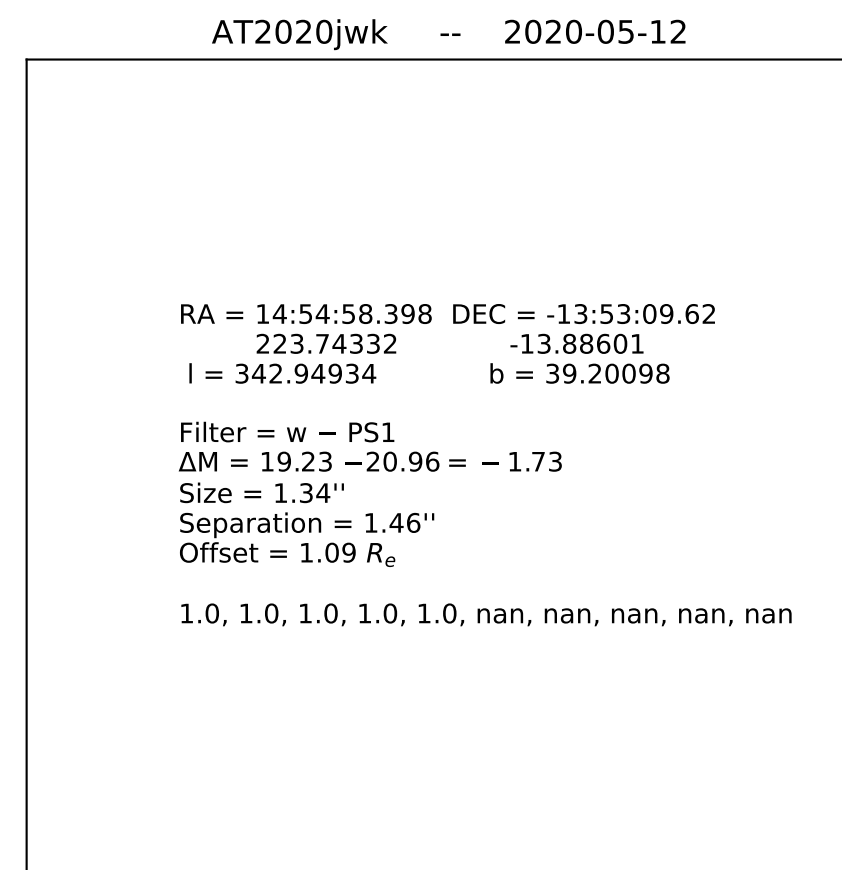 AT2020jwk -- 2020-05-12
RA = 14:54:58.398 DEC = -13:53:09.62
223.74332 -13.88601
l = 342.94934 b = 39.20098
Filter = w − PS1
ΔM = 19.23 −20.96 = − 1.73
Size = 1.34''
Separation = 1.46''
Offset = 1.09 Rₑ
1.0, 1.0, 1.0, 1.0, 1.0, nan, nan, nan, nan, nan